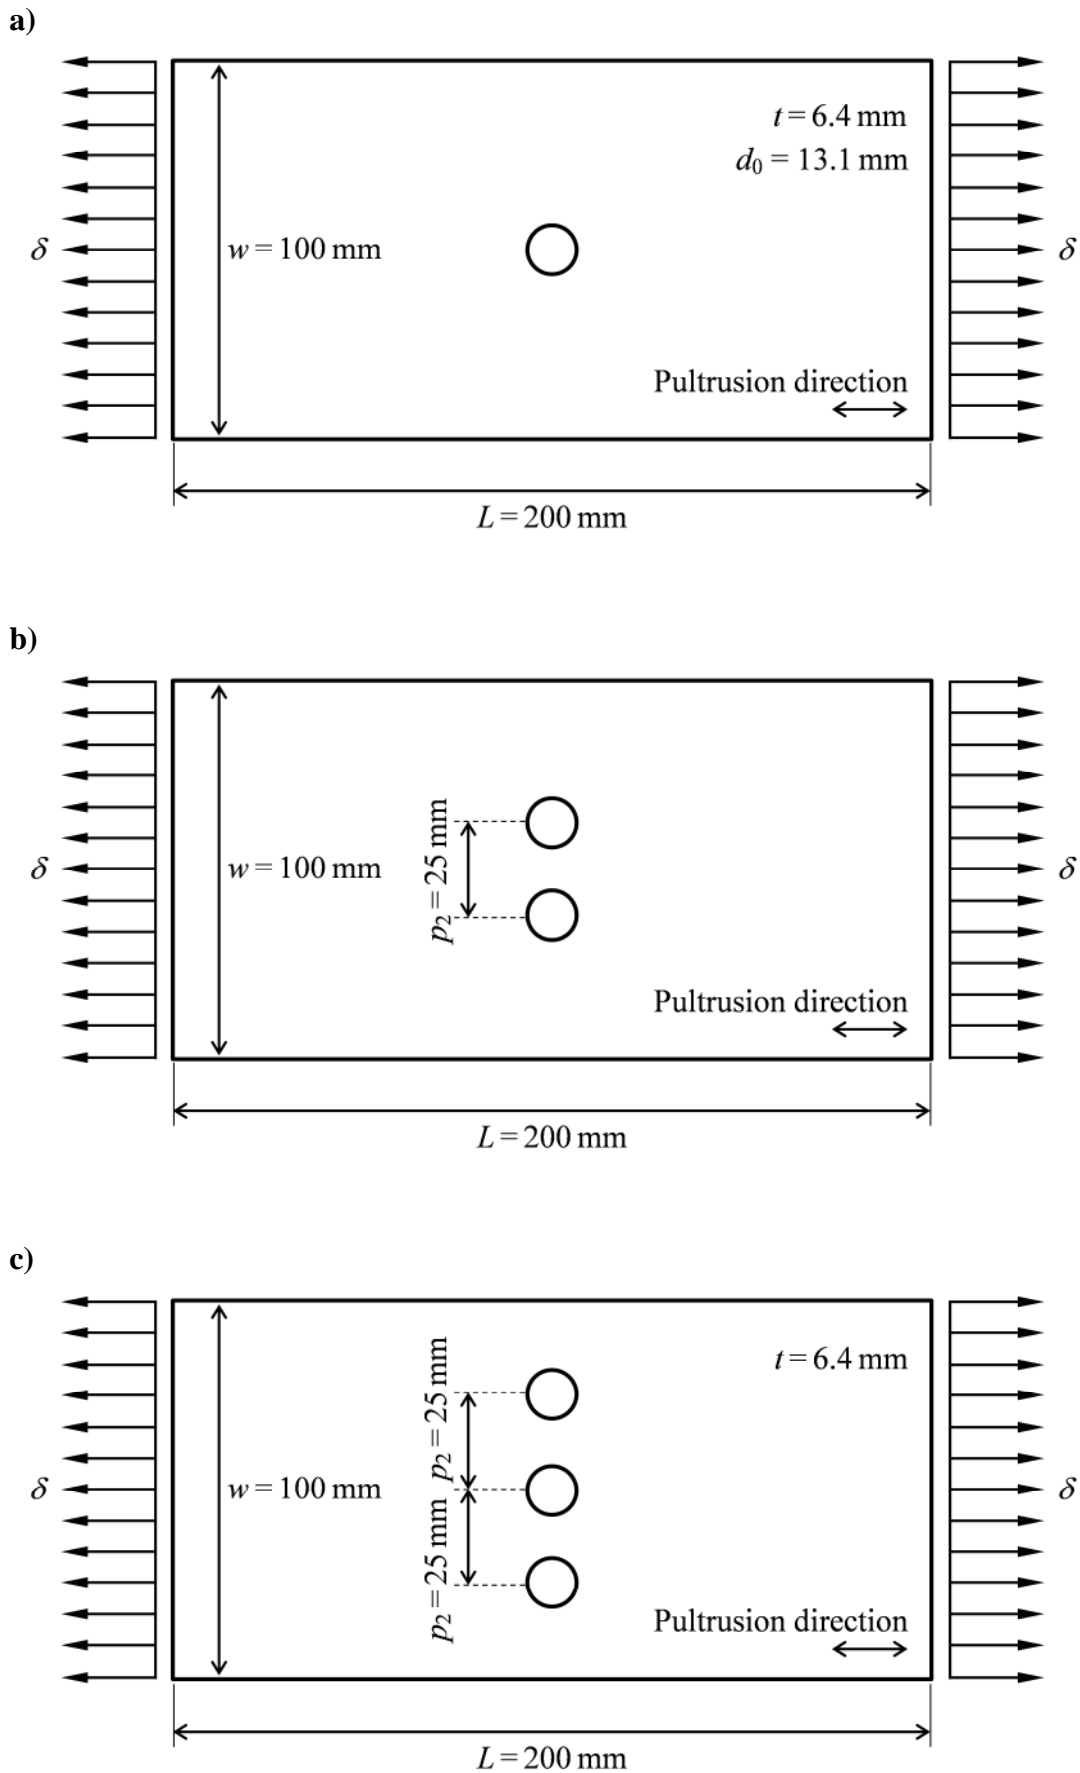 a)
t = 6.4 mm
d0 = 13.1 mm
δ
w = 100 mm
δ
Pultrusion direction
L = 200 mm
b)
p2 = 25 mm
δ
w = 100 mm
δ
Pultrusion direction
L = 200 mm
c)
t = 6.4 mm
p2 = 25 mm
δ
w = 100 mm
δ
p2 = 25 mm
Pultrusion direction
L = 200 mm